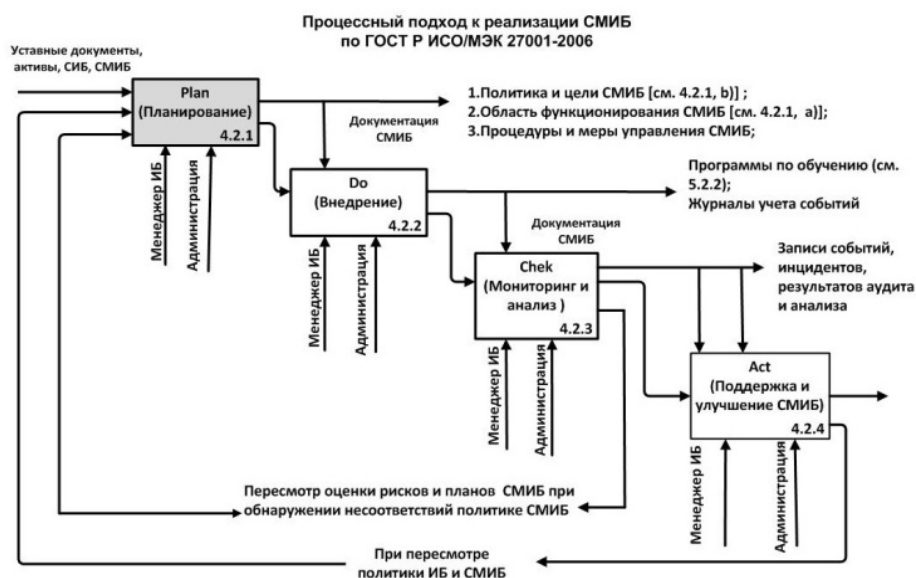 Процессный подход к реализации СМИБ
по ГОСТ Р ИСО/МЭК 27001-2006
Уставные документы,
активы, СИБ, СМИБ
Plan
(Планирование)
4.2.1
Документация
СМИБ
1.Политика и цели СМИБ [см. 4.2.1, b)] ;
2.Область функционирования СМИБ [см. 4.2.1, a)];
3.Процедуры и меры управления СМИБ;
Менеджер ИБ
Администрация
Do
(Внедрение)
4.2.2
Программы по обучению (см.
5.2.2);
Журналы учета событий
Документация
СМИБ
Менеджер ИБ
Администрация
Chek
(Мониторинг и
анализ )
4.2.3
Записи событий,
инцидентов,
результатов аудита
и анализа
Менеджер ИБ
Администрация
Act
(Поддержка и
улучшение СМИБ)
4.2.4
Менеджер ИБ
Администрация
Пересмотр оценки рисков и планов СМИБ при
обнаружении несоответствий политике СМИБ
При пересмотре
политики ИБ и СМИБ